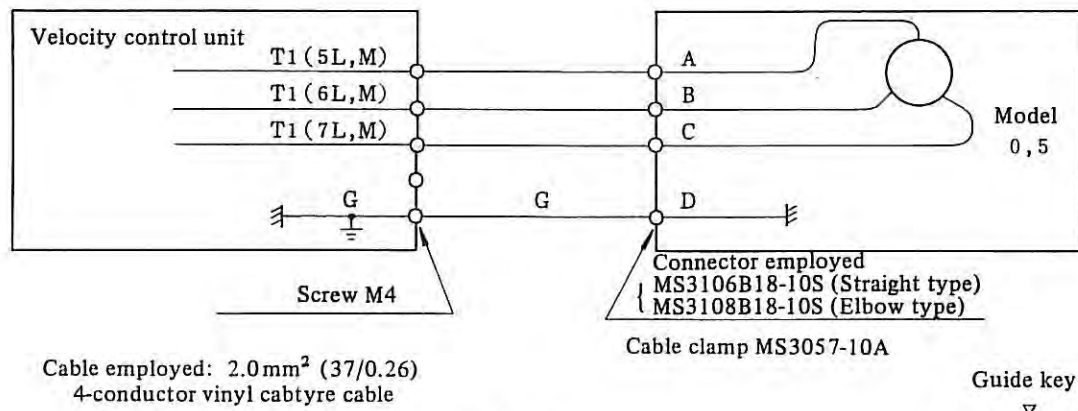 Velocity control unit
T1(5L,M)
A
T1(6L,M)
B
Model
0,5
T1(7L,M)
C
G
G
D
Connector employed
MS3106B18-10S (Straight type)
MS3108B18-10S (Elbow type)
Screw M4
Cable clamp MS3057-10A
Cable employed: 2.0mm² (37/0.26)
4-conductor vinyl cabtyre cable
Guide key